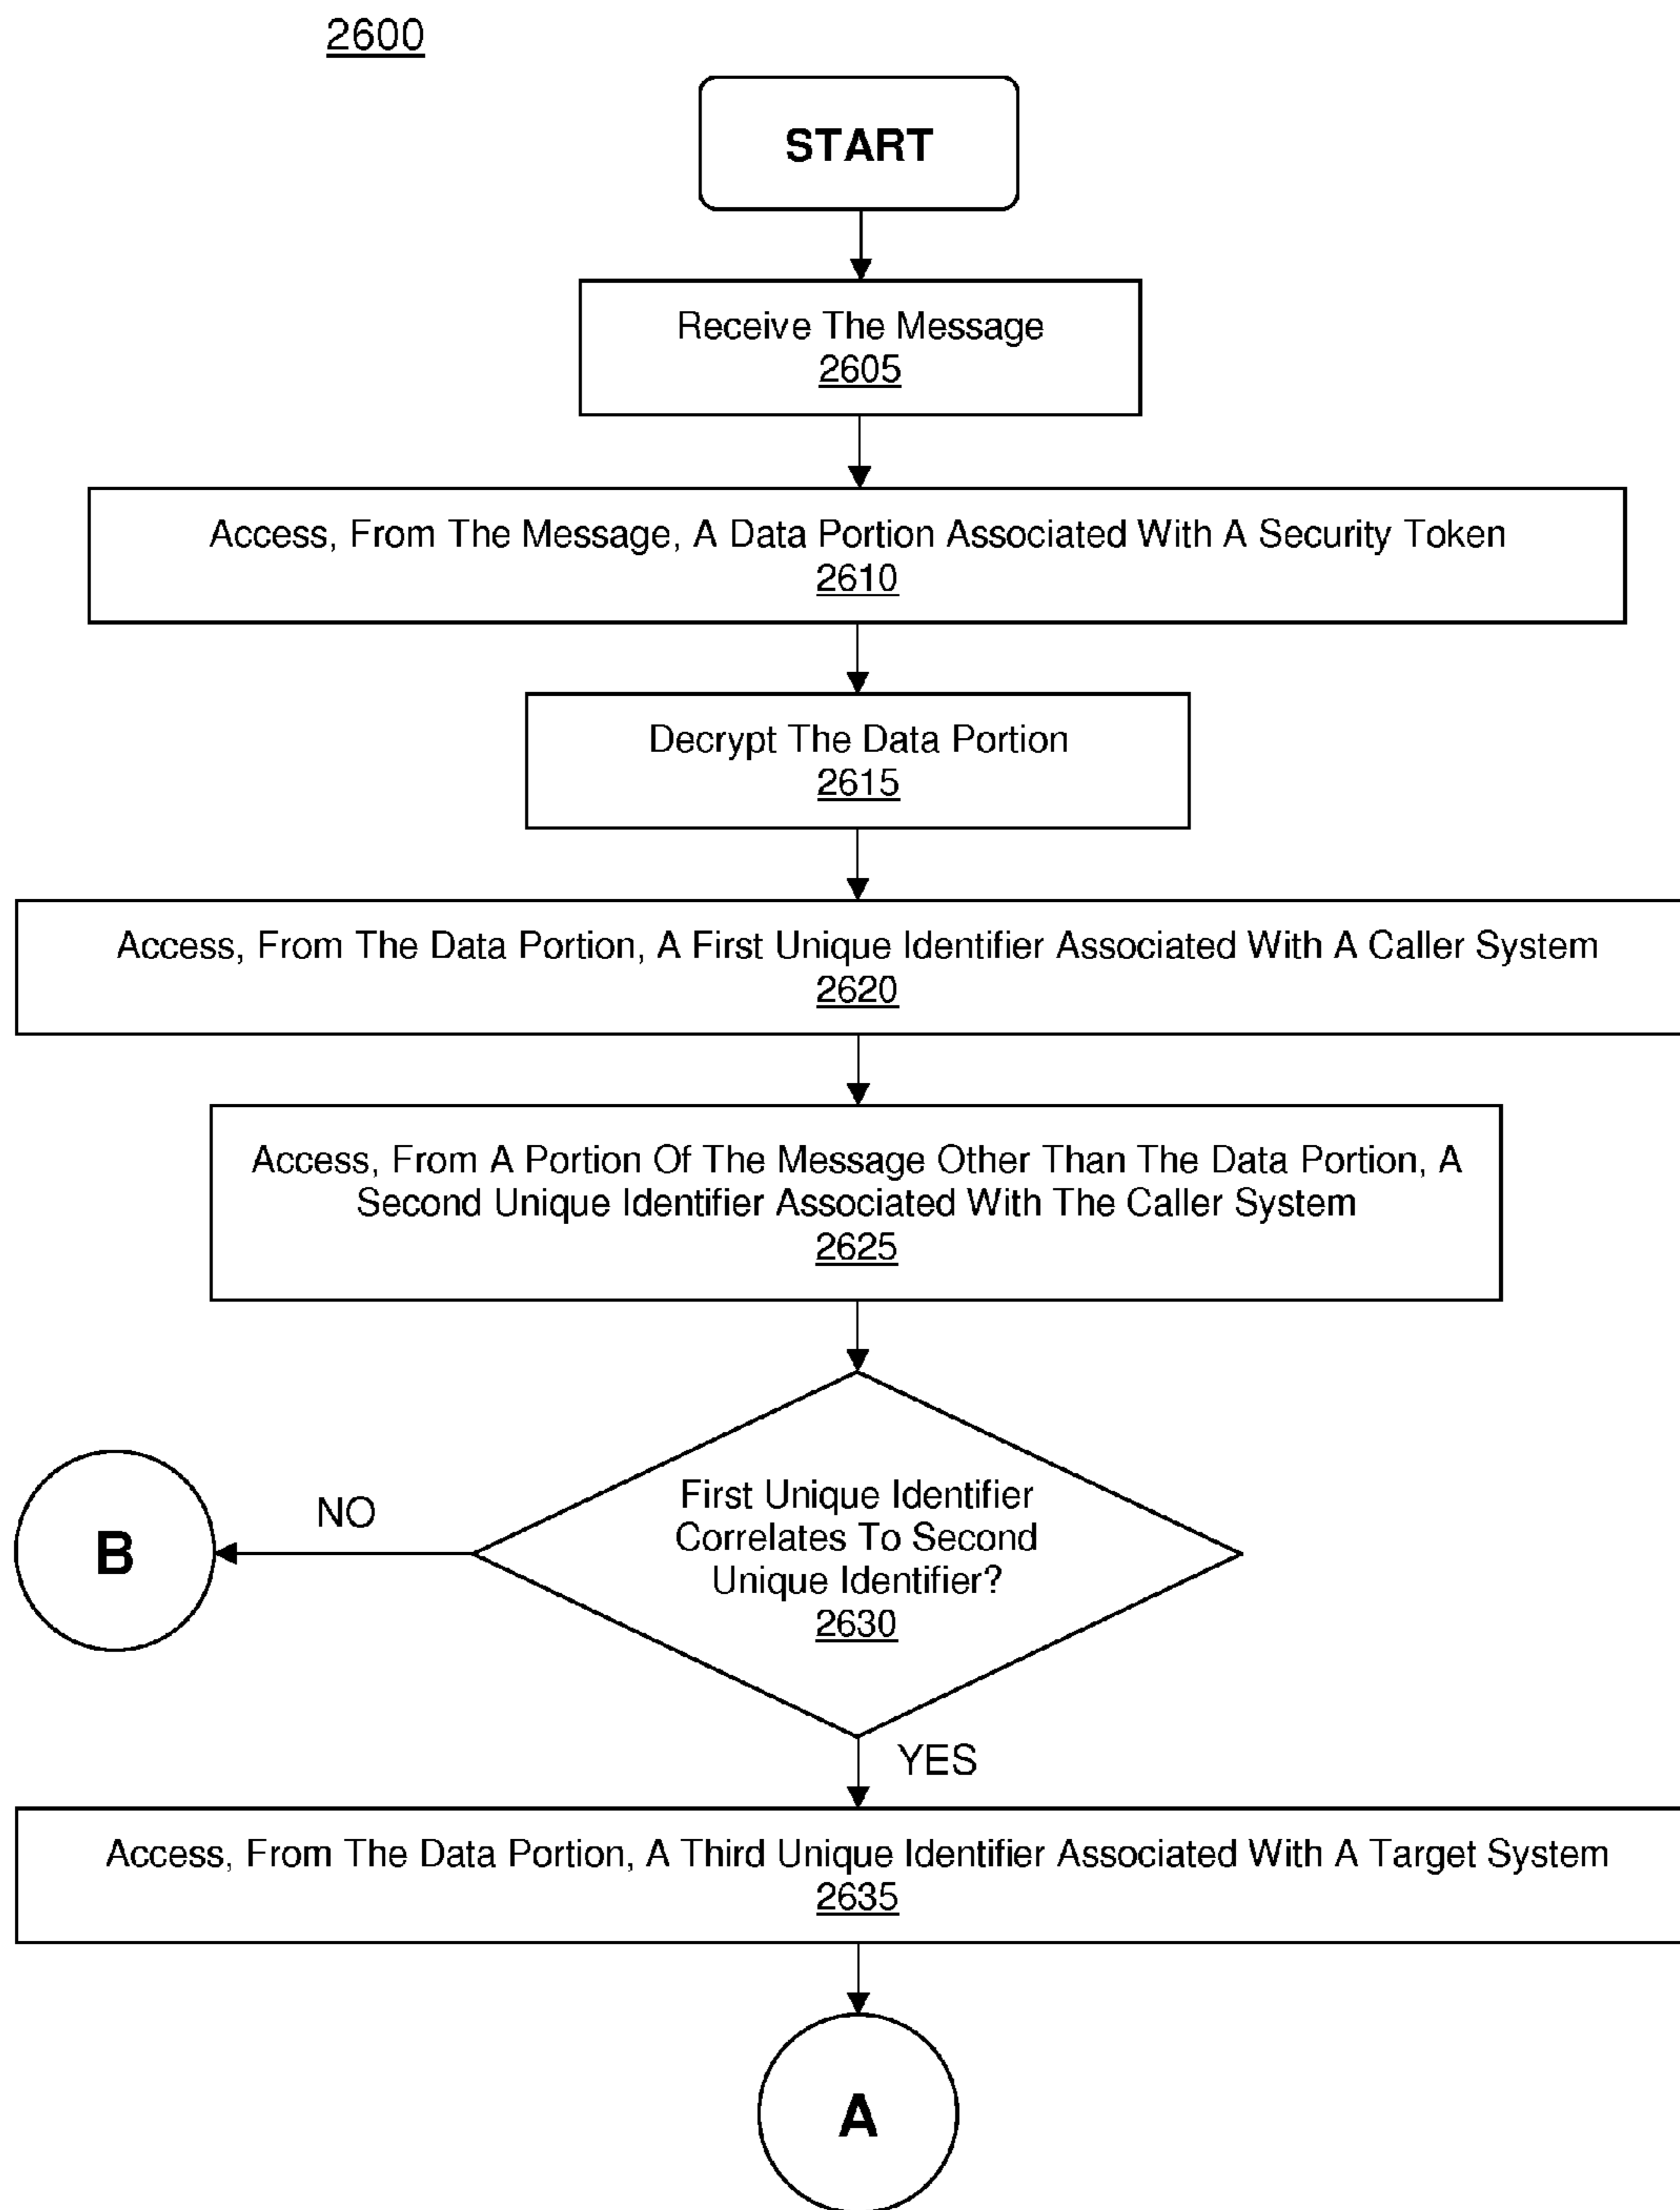 2600
START
Receive The Message
2605
Access, From The Message, A Data Portion Associated With A Security Token
2610
Decrypt The Data Portion
2615
Access, From The Data Portion, A First Unique Identifier Associated With A Caller System
2620
Access, From A Portion Of The Message Other Than The Data Portion, A
Second Unique Identifier Associated With The Caller System
2625
First Unique Identifier
Correlates To Second
Unique Identifier?
2630
NO
B
YES
Access, From The Data Portion, A Third Unique Identifier Associated With A Target System
2635
A